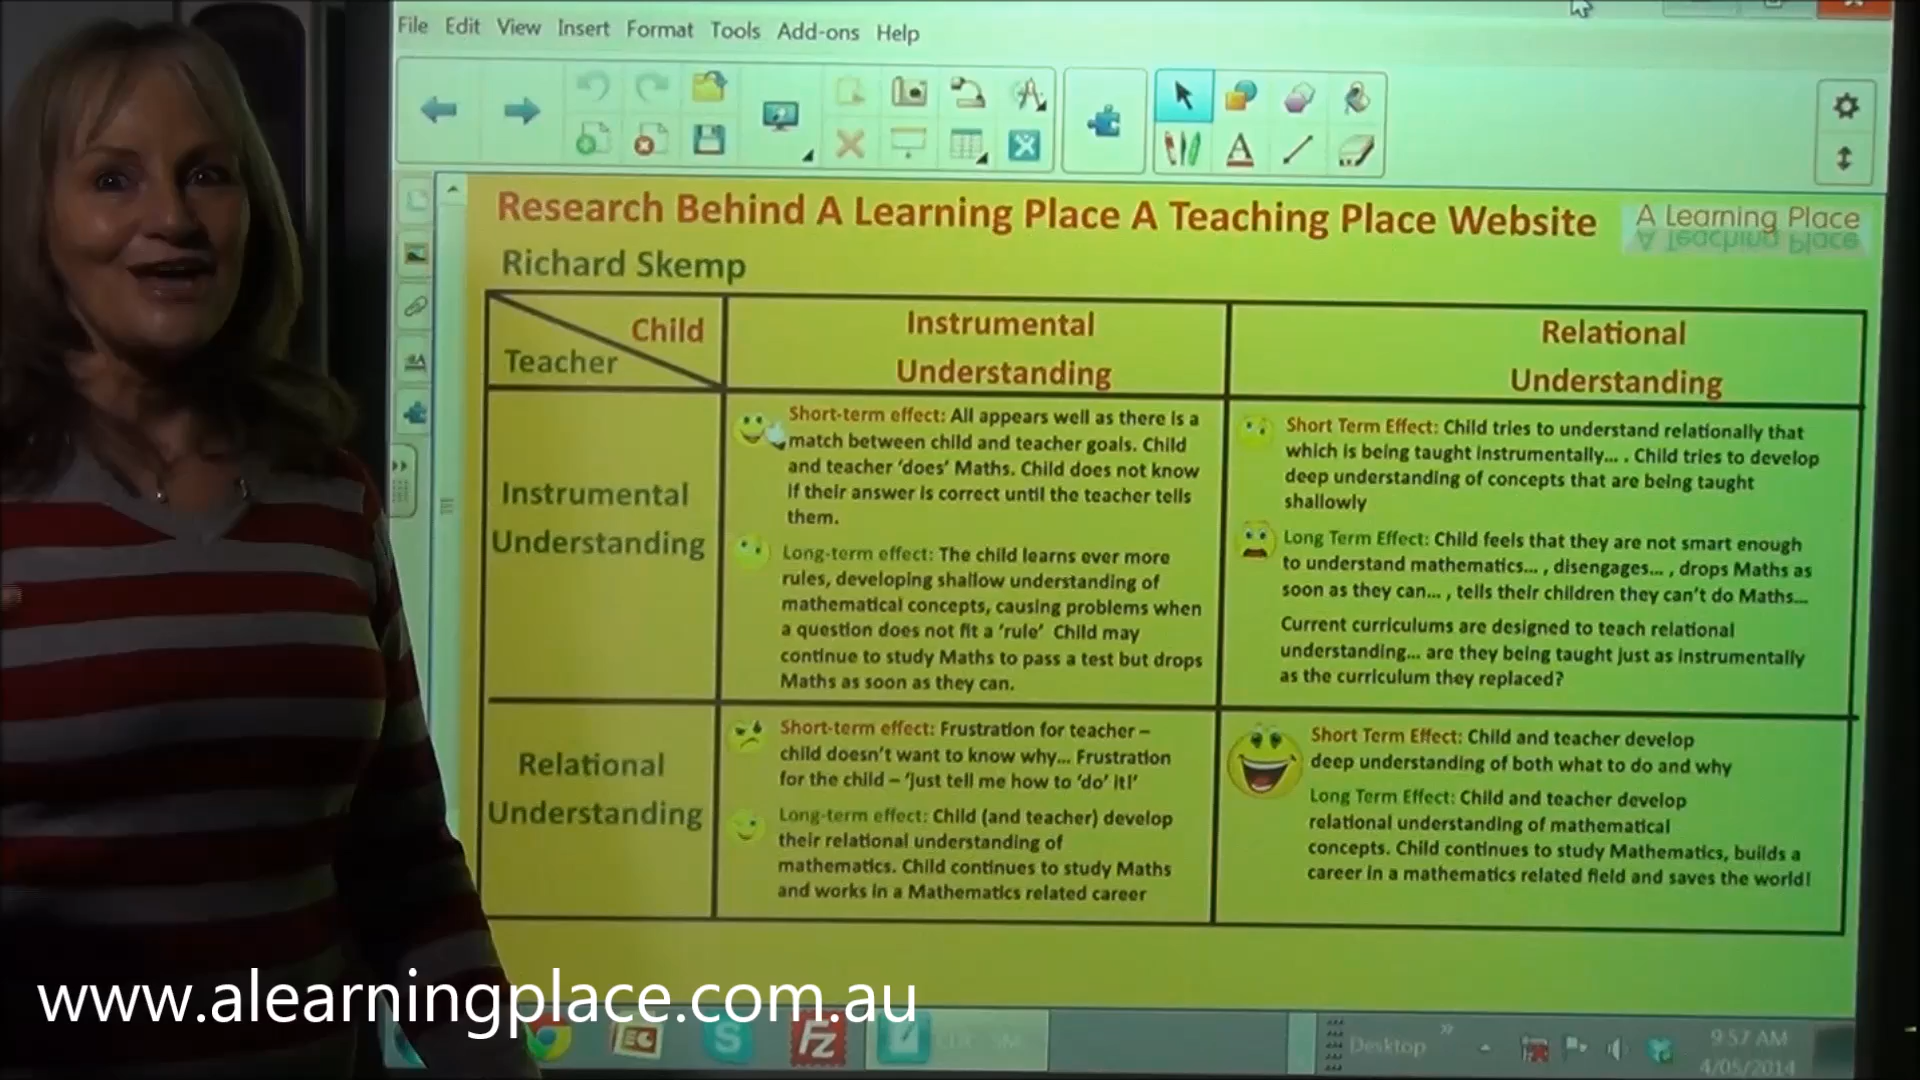 File Edit View Insert Format Tools Add-ons Help
Research Behind A Learning Place A Teaching Place Website
A Learning Place
A Teaching Place
Richard Skemp
Child
Teacher
Instrumental
Understanding
Relational
Understanding
Instrumental
Understanding
Short-term effect: All appears well as there is a
match between child and teacher goals. Child
and teacher ‘does’ Maths. Child does not know
if their answer is correct until the teacher tells
them.
Long-term effect: The child learns ever more
rules, developing shallow understanding of
mathematical concepts, causing problems when
a question does not fit a ‘rule’ Child may
continue to study Maths to pass a test but drops
Maths as soon as they can.
Short Term Effect: Child tries to understand relationally that
which is being taught instrumentally... . Child tries to develop
deep understanding of concepts that are being taught
shallowly
Long Term Effect: Child feels that they are not smart enough
to understand mathematics... , disengages... , drops Maths as
soon as they can... , tells their children they can’t do Maths...
Current curriculums are designed to teach relational
understanding... are they being taught just as instrumentally
as the curriculum they replaced?
Relational
Understanding
Short-term effect: Frustration for teacher –
child doesn’t want to know why... Frustration
for the child – ‘just tell me how to ‘do’ it!’
Long-term effect: Child (and teacher) develop
their relational understanding of
mathematics. Child continues to study Maths
and works in a Mathematics related career
Short Term Effect: Child and teacher develop
deep understanding of both what to do and why
Long Term Effect: Child and teacher develop
relational understanding of mathematical
concepts. Child continues to study Mathematics, builds a
career in a mathematics related field and saves the world!
www.alearningplace.com.au
Desktop
9:57 AM
4/05/2014